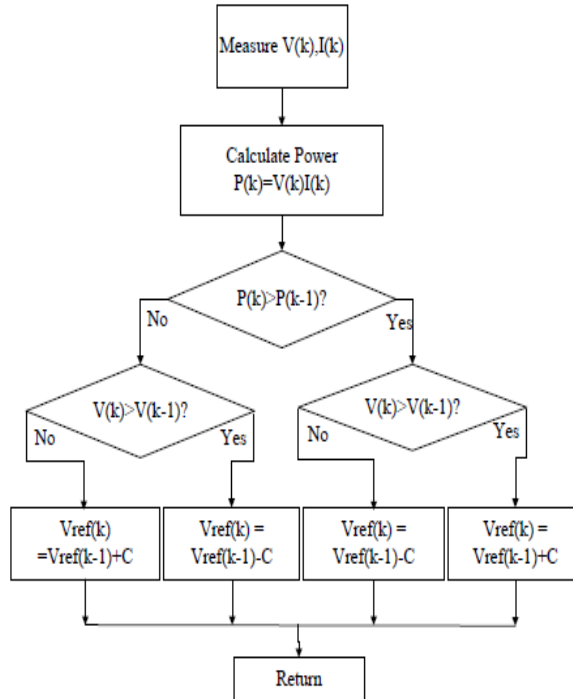 Measure V(k),I(k)
Calculate Power
P(k)=V(k)I(k)
P(k)>P(k-1)?
No
Yes
V(k)>V(k-1)?
V(k)>V(k-1)?
No
Yes
No
Yes
Vref(k)
=Vref(k-1)+C
Vref(k) =
Vref(k-1)-C
Vref(k) =
Vref(k-1)-C
Vref(k) =
Vref(k-1)+C
Return